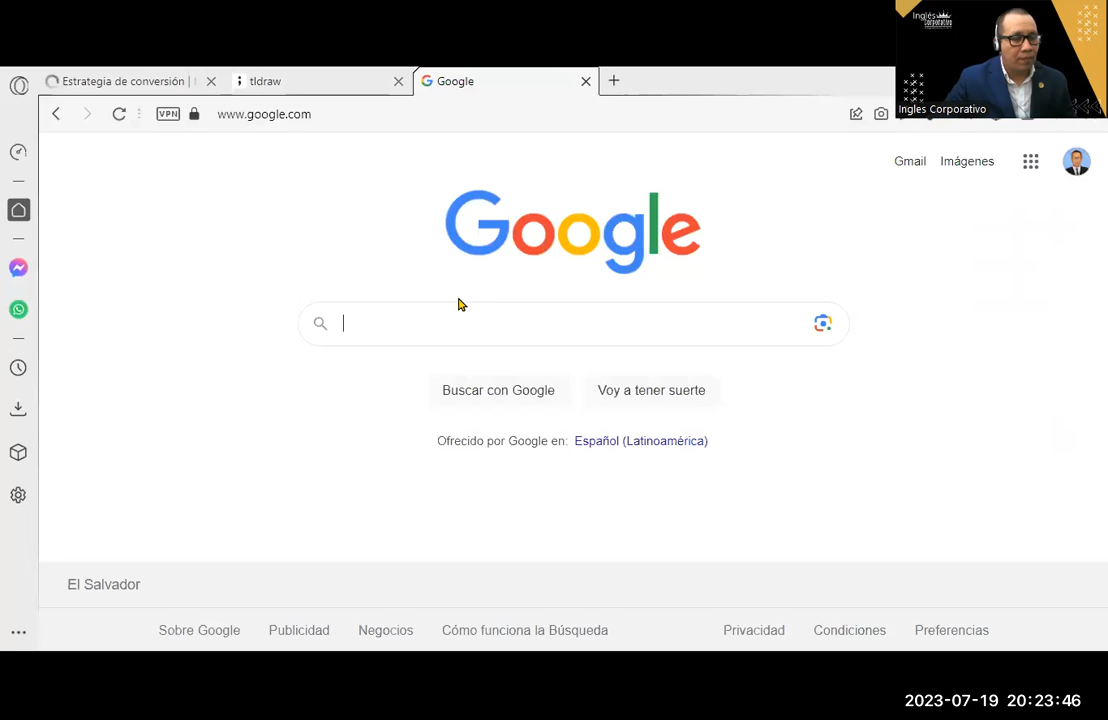 Inglés
Corporativo
Ingles Corporativo
Estrategia de conversión |
tldraw
Google
VPN
www.google.com
Gmail
Imágenes
Google
Buscar con Google
Voy a tener suerte
Ofrecido por Google en: Español (Latinoamérica)
El Salvador
Sobre Google
Publicidad
Negocios
Cómo funciona la Búsqueda
Privacidad
Condiciones
Preferencias
2023-07-19 20:23:46